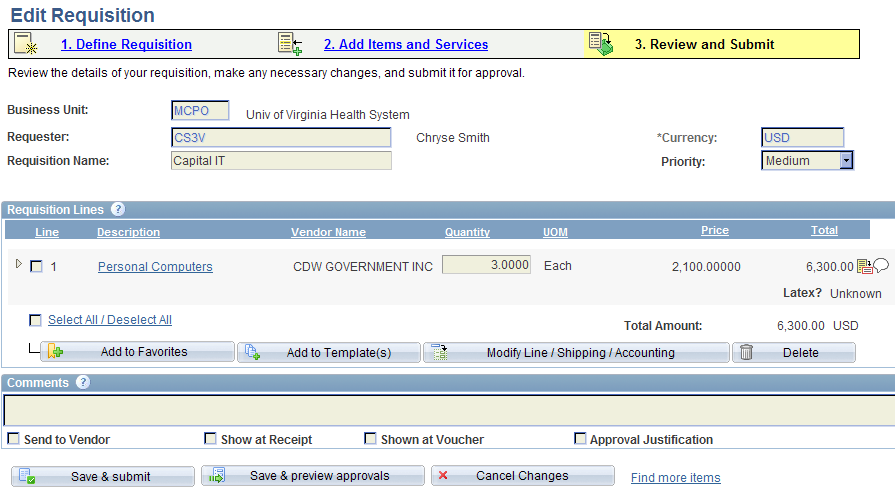 Edit Requisition
1. Define Requisition 2. Add Items and Services 3. Review and Submit
Review the details of your requisition, make any necessary changes, and submit it for approval.
Business Unit: MCPO Univ of Virginia Health System
Requester: CS3V Chryse Smith *Currency: USD
Requisition Name: Capital IT Priority: Medium
Requisition Lines ?
Line Description Vendor Name Quantity UOM Price Total
1 Personal Computers CDW GOVERNMENT INC 3.0000 Each 2,100.00000 6,300.00
Latex? Unknown
Select All / Deselect All
Total Amount: 6,300.00 USD
Add to Favorites Add to Template(s) Modify Line / Shipping / Accounting Delete
Comments ?
Send to Vendor Show at Receipt Shown at Voucher Approval Justification
Save & submit Save & preview approvals Cancel Changes Find more items